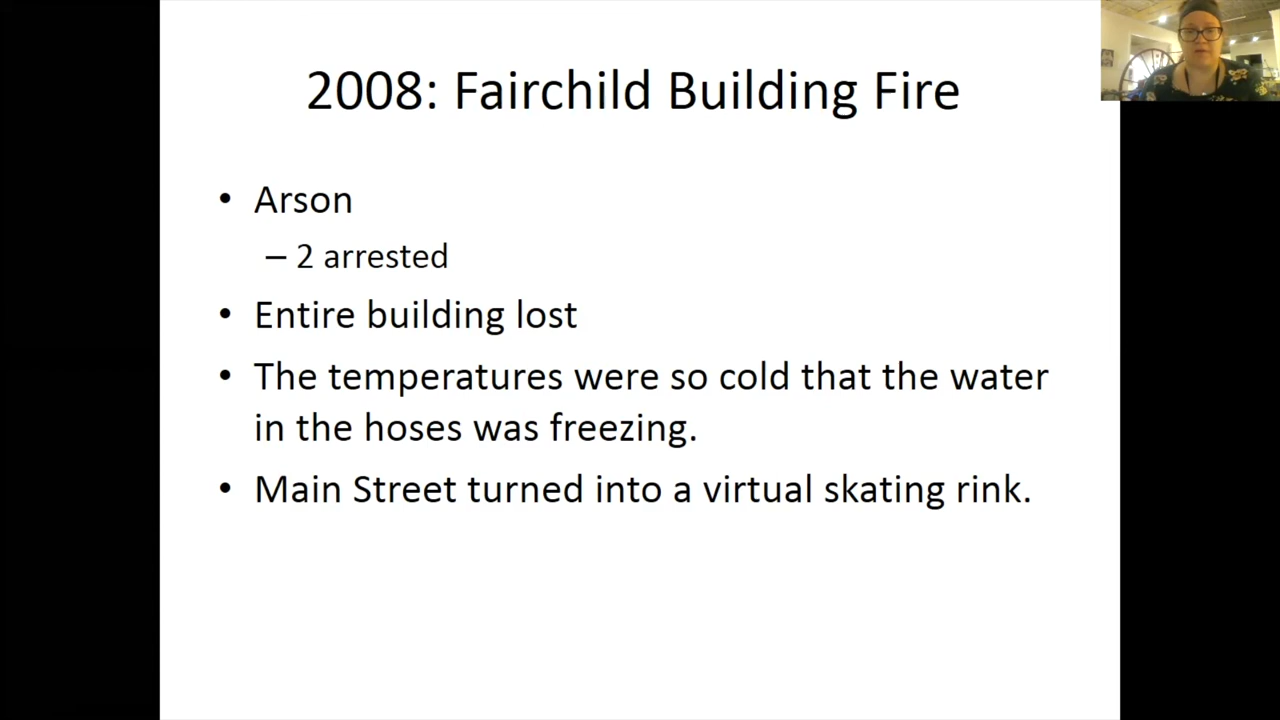 2008: Fairchild Building Fire
• Arson
– 2 arrested
• Entire building lost
• The temperatures were so cold that the water
in the hoses was freezing.
• Main Street turned into a virtual skating rink.